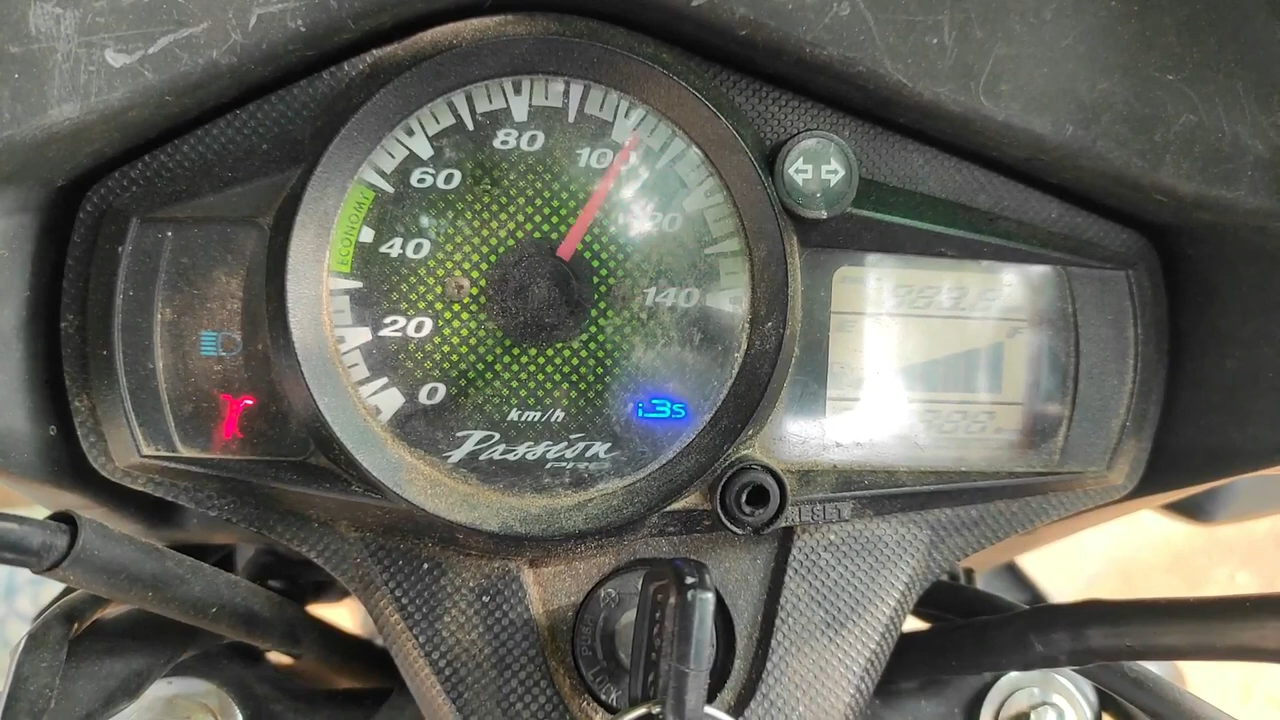 80
100
60
120
ECONOMY
40
140
20
0
km/h
i3s
Passion
PRO
E
F
RESET
PUSH
LOCK